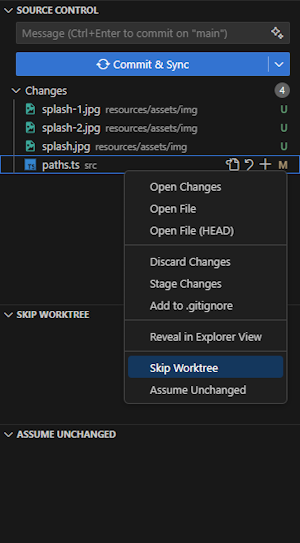 SOURCE CONTROL
Message (Ctrl+Enter to commit on "main")
Commit & Sync
Changes 4
splash-1.jpg resources/assets/img U
splash-2.jpg resources/assets/img U
splash.jpg resources/assets/img U
TS paths.ts src M
Open Changes
Open File
Open File (HEAD)
Discard Changes
Stage Changes
Add to .gitignore
Reveal in Explorer View
SKIP WORKTREE
Skip Worktree
Assume Unchanged
ASSUME UNCHANGED